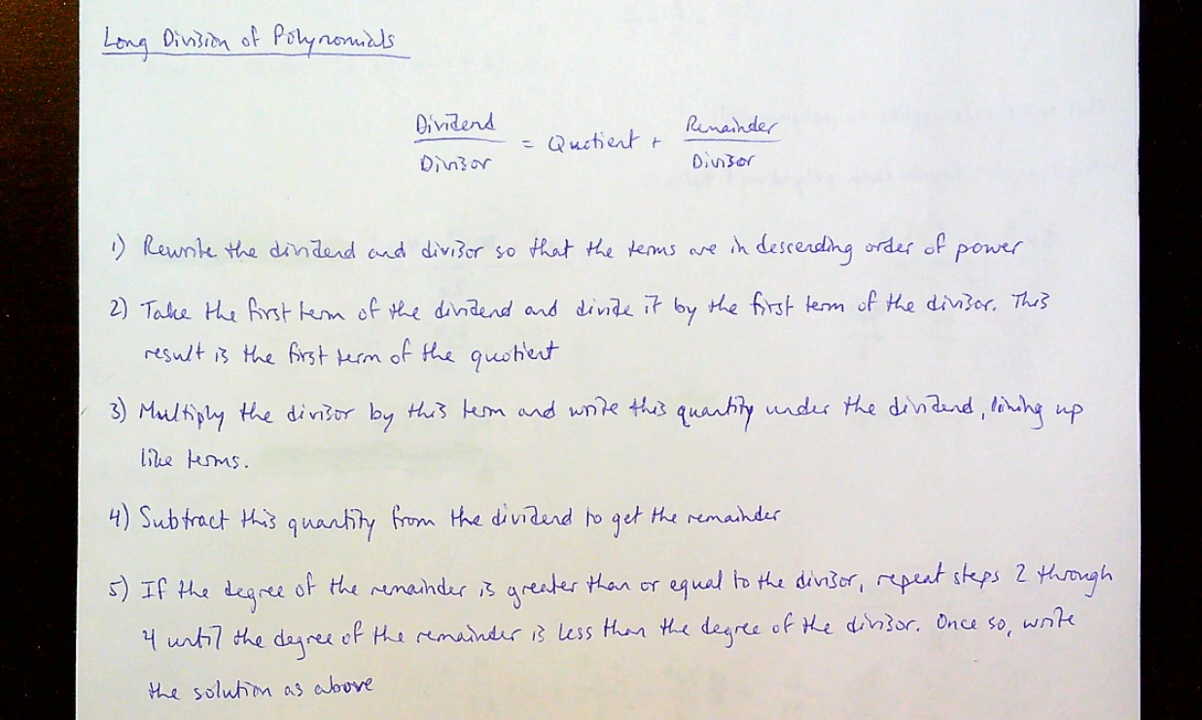 Long Division of Polynomials
Dividend
Divisor
= Quotient +
Remainder
Divisor
1) Rewrite the dividend and divisor so that the terms are in descending order of power
2) Take the first term of the dividend and divide it by the first term of the divisor. This
result is the first term of the quotient
3) Multiply the divisor by this term and write this quantity under the dividend, lining up
like terms.
4) Subtract this quantity from the dividend to get the remainder
5) If the degree of the remainder is greater than or equal to the divisor, repeat steps 2 through
4 until the degree of the remainder is less than the degree of the divisor. Once so, write
the solution as above